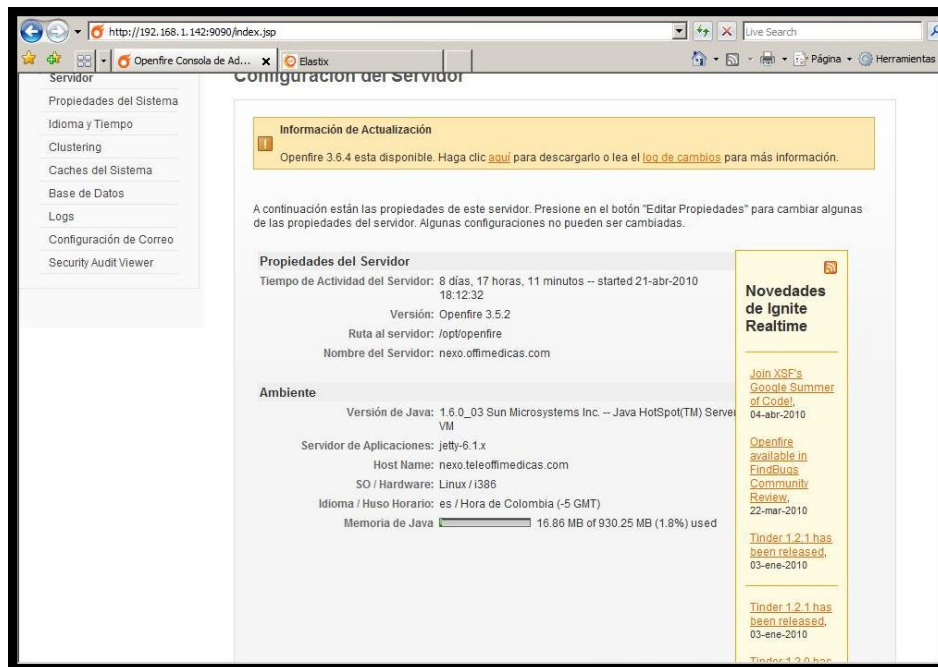 http://192.168.1.142:9090/index.jsp
Live Search
Openfire Consola de Ad...
Elastix
Página
Herramientas
Servidor
Propiedades del Sistema
Idioma y Tiempo
Clustering
Caches del Sistema
Base de Datos
Logs
Configuración de Correo
Security Audit Viewer
Configuración del Servidor
Información de Actualización
Openfire 3.6.4 esta disponible. Haga clic aquí para descargarlo o lea el log de cambios para más información.
A continuación están las propiedades de este servidor. Presione en el botón "Editar Propiedades" para cambiar algunas
de las propiedades del servidor. Algunas configuraciones no pueden ser cambiadas.
Propiedades del Servidor
Tiempo de Actividad del Servidor: 8 días, 17 horas, 11 minutos -- started 21-abr-2010
18:12:32
Versión: Openfire 3.5.2
Ruta al servidor: /opt/openfire
Nombre del Servidor: nexo.offimedicas.com
Ambiente
Versión de Java: 1.6.0_03 Sun Microsystems Inc. -- Java HotSpot(TM) Server
VM
Servidor de Aplicaciones: jetty-6.1.x
Host Name: nexo.teleoffimedicas.com
SO / Hardware: Linux / i386
Idioma / Huso Horario: es / Hora de Colombia (-5 GMT)
Memoria de Java 16.86 MB of 930.25 MB (1.8%) used
Novedades
de Ignite
Realtime
Join XSF's
Google Summer
of Code!,
04-abr-2010
Openfire
available in
FindBugs
Community
Review,
22-mar-2010
Tinder 1.2.1 has
been released,
03-ene-2010
Tinder 1.2.1 has
been released,
03-ene-2010
Tinder 1.2.0 has